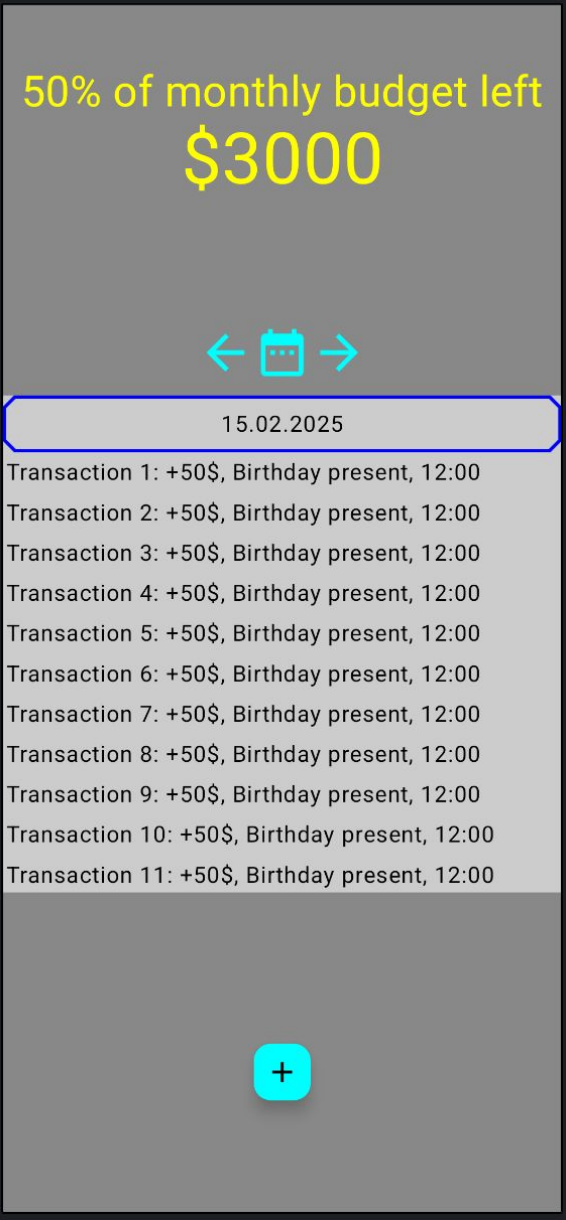 50% of monthly budget left
$3000
15.02.2025
Transaction 1: +50$, Birthday present, 12:00
Transaction 2: +50$, Birthday present, 12:00
Transaction 3: +50$, Birthday present, 12:00
Transaction 4: +50$, Birthday present, 12:00
Transaction 5: +50$, Birthday present, 12:00
Transaction 6: +50$, Birthday present, 12:00
Transaction 7: +50$, Birthday present, 12:00
Transaction 8: +50$, Birthday present, 12:00
Transaction 9: +50$, Birthday present, 12:00
Transaction 10: +50$, Birthday present, 12:00
Transaction 11: +50$, Birthday present, 12:00
+